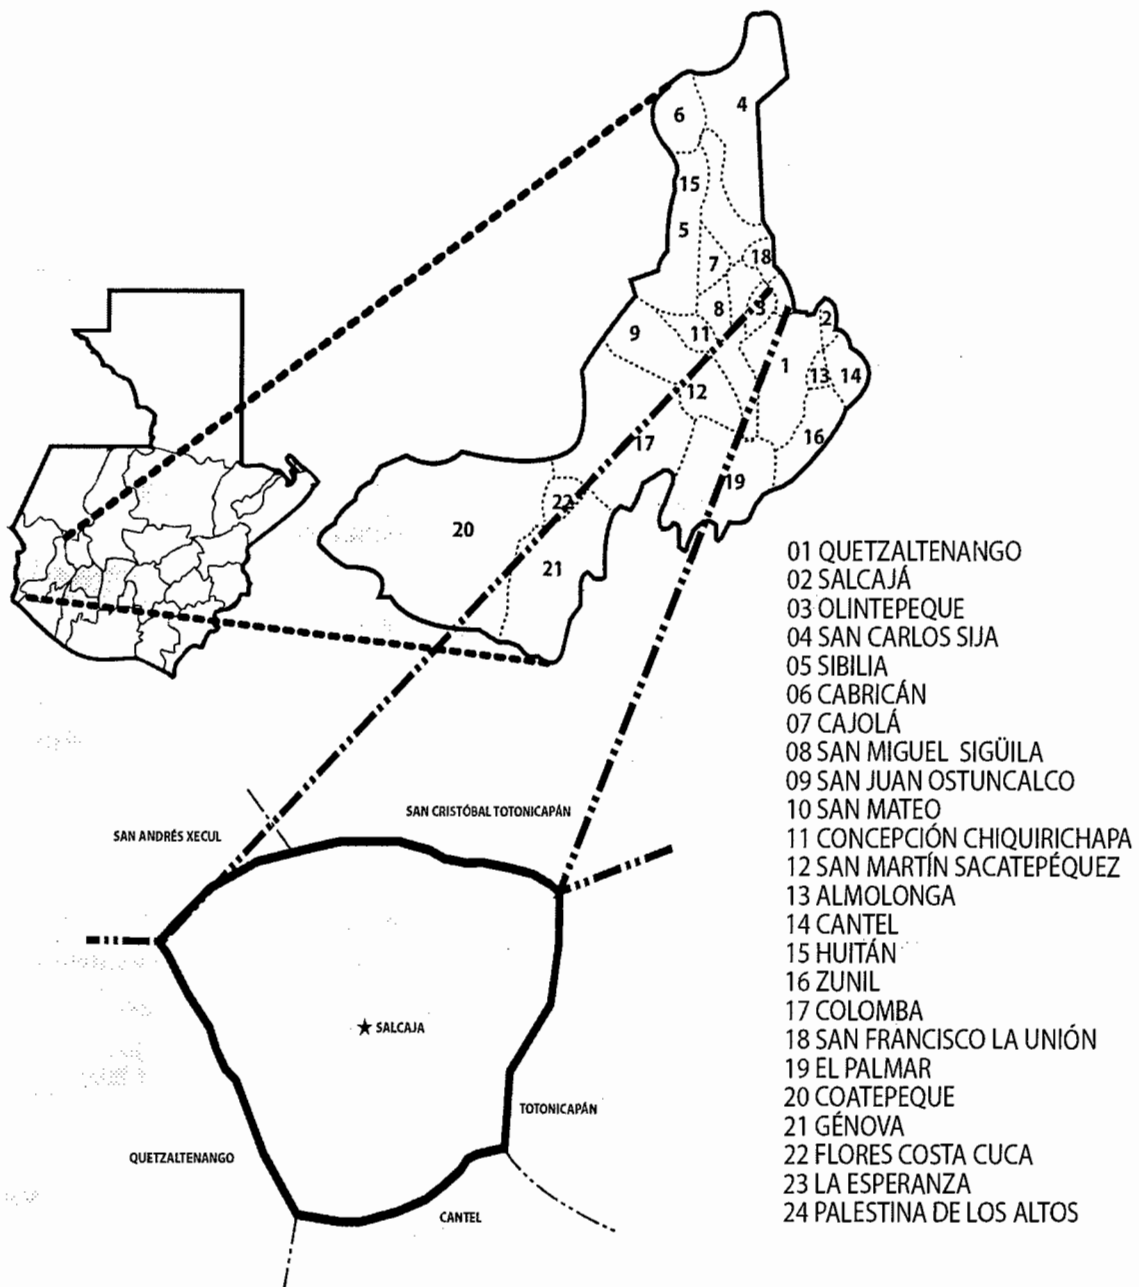 4
6
15
5
18
7
8
3
2
9
11
1
13
14
12
17
16
19
22
20
21
01 QUETZALTENANGO
02 SALCAJÁ
03 OLINTEPEQUE
04 SAN CARLOS SIJA
05 SIBILIA
06 CABRICÁN
07 CAJOLÁ
08 SAN MIGUEL SIGÜILA
09 SAN JUAN OSTUNCALCO
10 SAN MATEO
11 CONCEPCIÓN CHIQUIRICHAPA
12 SAN MARTÍN SACATEPÉQUEZ
13 ALMOLONGA
14 CANTEL
15 HUITÁN
16 ZUNIL
17 COLOMBA
18 SAN FRANCISCO LA UNIÓN
19 EL PALMAR
20 COATEPEQUE
21 GÉNOVA
22 FLORES COSTA CUCA
23 LA ESPERANZA
24 PALESTINA DE LOS ALTOS
SAN CRISTÓBAL TOTONICAPÁN
SAN ANDRÉS XECUL
SALCAJA
TOTONICAPÁN
QUETZALTENANGO
CANTEL